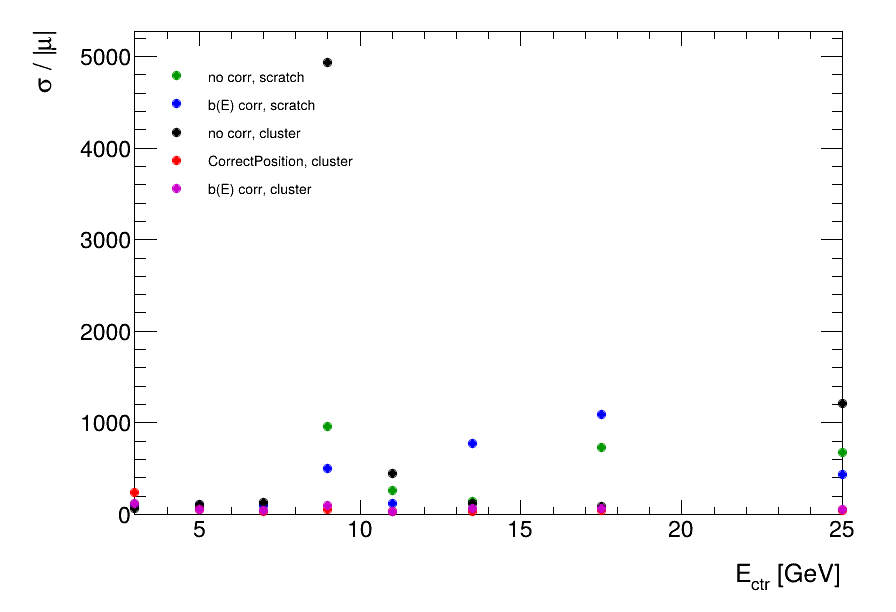 σ / |μ|
5000
4000
3000
2000
1000
0
no corr, scratch
b(E) corr, scratch
no corr, cluster
CorrectPosition, cluster
b(E) corr, cluster
5 10 15 20 25
E_ctr [GeV]